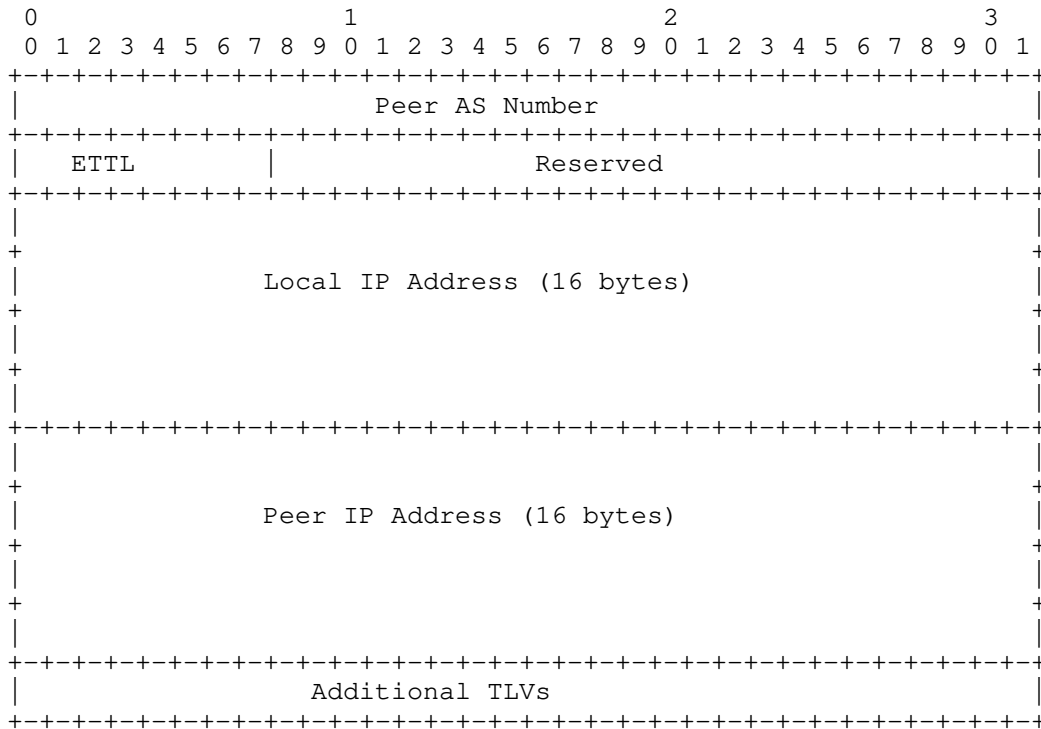 0 1 2 3
0 1 2 3 4 5 6 7 8 9 0 1 2 3 4 5 6 7 8 9 0 1 2 3 4 5 6 7 8 9 0 1
Peer AS Number
ETTL | Reserved
Local IP Address (16 bytes)
Peer IP Address (16 bytes)
Additional TLVs